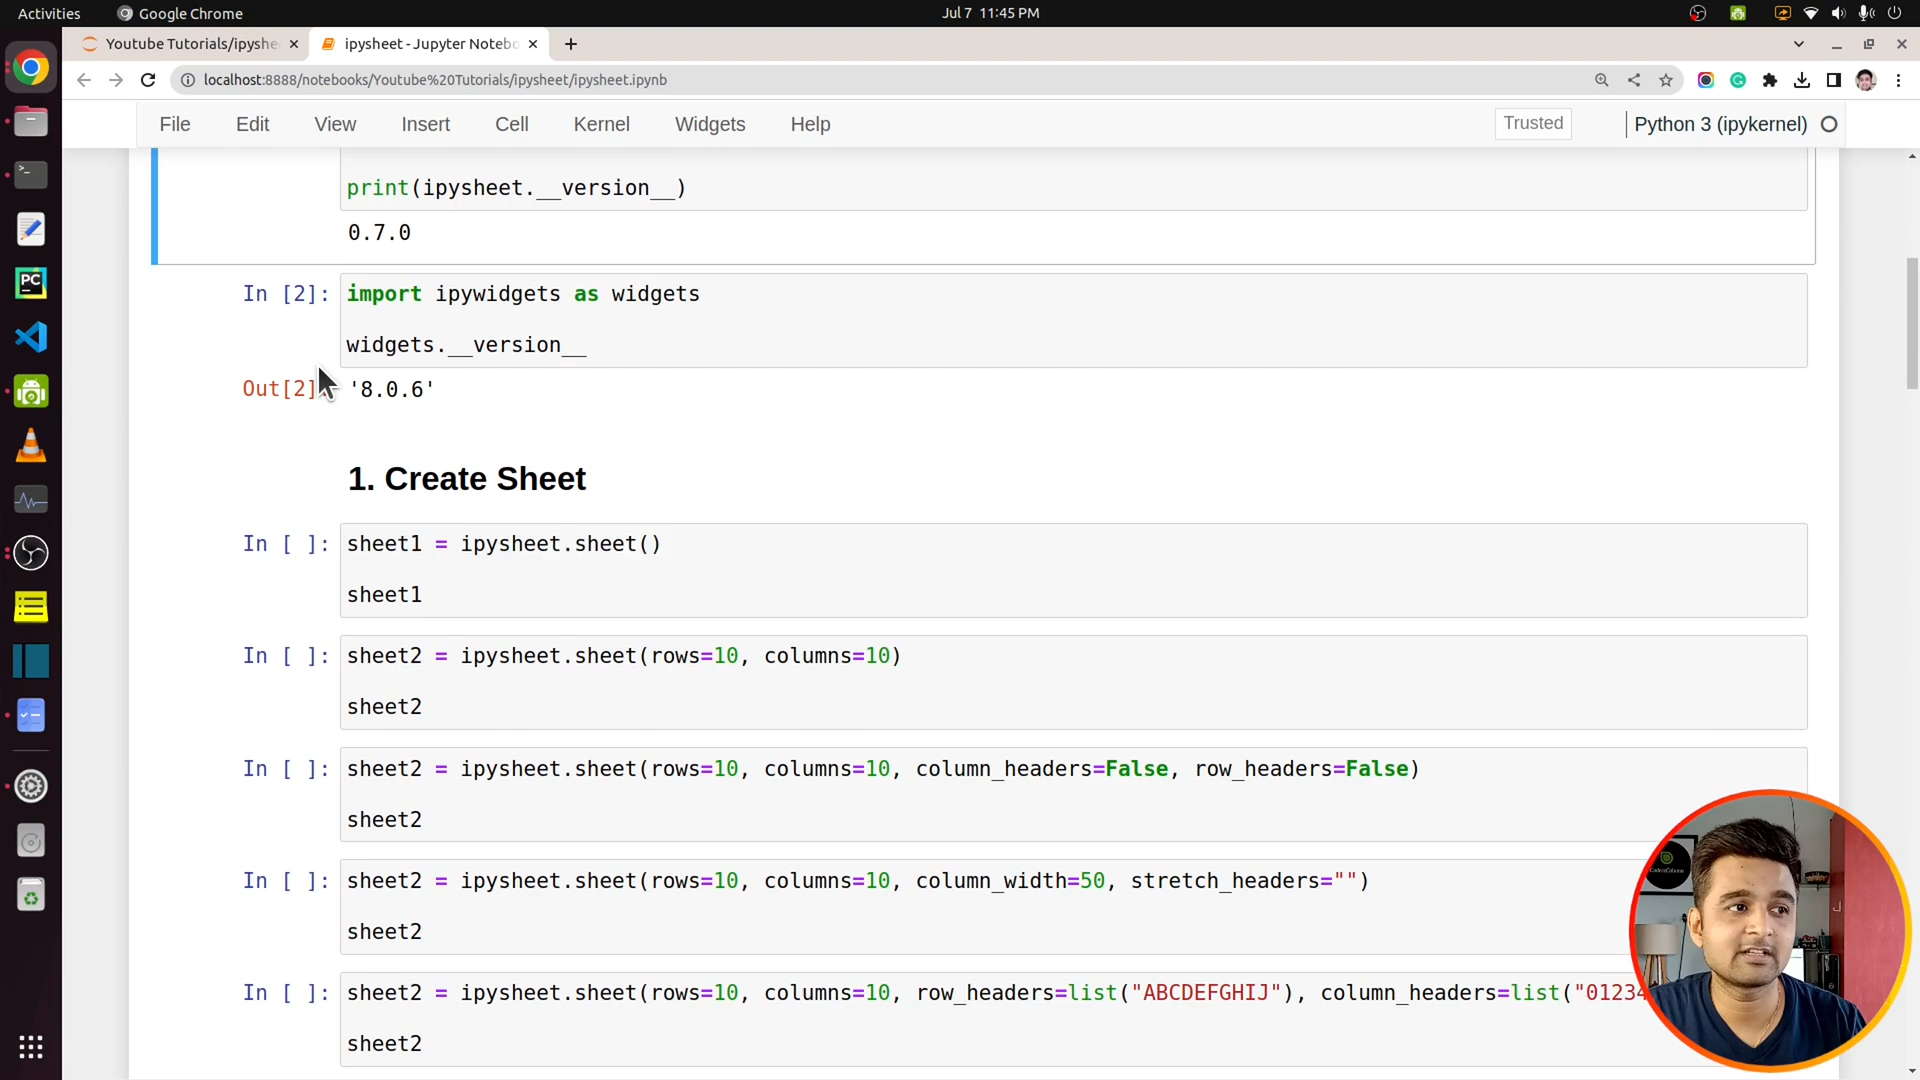 Activities
Google Chrome
Jul 7 11:45 PM
Youtube Tutorials/ipyshe
ipysheet - Jupyter Notebo
localhost:8888/notebooks/Youtube%20Tutorials/ipysheet/ipysheet.ipynb
File Edit View Insert Cell Kernel Widgets Help
Trusted
Python 3 (ipykernel)
print(ipysheet.__version__)
0.7.0
In [2]:
import ipywidgets as widgets
widgets.__version__
Out[2]
'8.0.6'
1. Create Sheet
In [ ]:
sheet1 = ipysheet.sheet()
sheet1
In [ ]:
sheet2 = ipysheet.sheet(rows=10, columns=10)
sheet2
In [ ]:
sheet2 = ipysheet.sheet(rows=10, columns=10, column_headers=False, row_headers=False)
sheet2
In [ ]:
sheet2 = ipysheet.sheet(rows=10, columns=10, column_width=50, stretch_headers="")
sheet2
In [ ]:
sheet2 = ipysheet.sheet(rows=10, columns=10, row_headers=list("ABCDEFGHIJ"), column_headers=list("01234
sheet2
PC